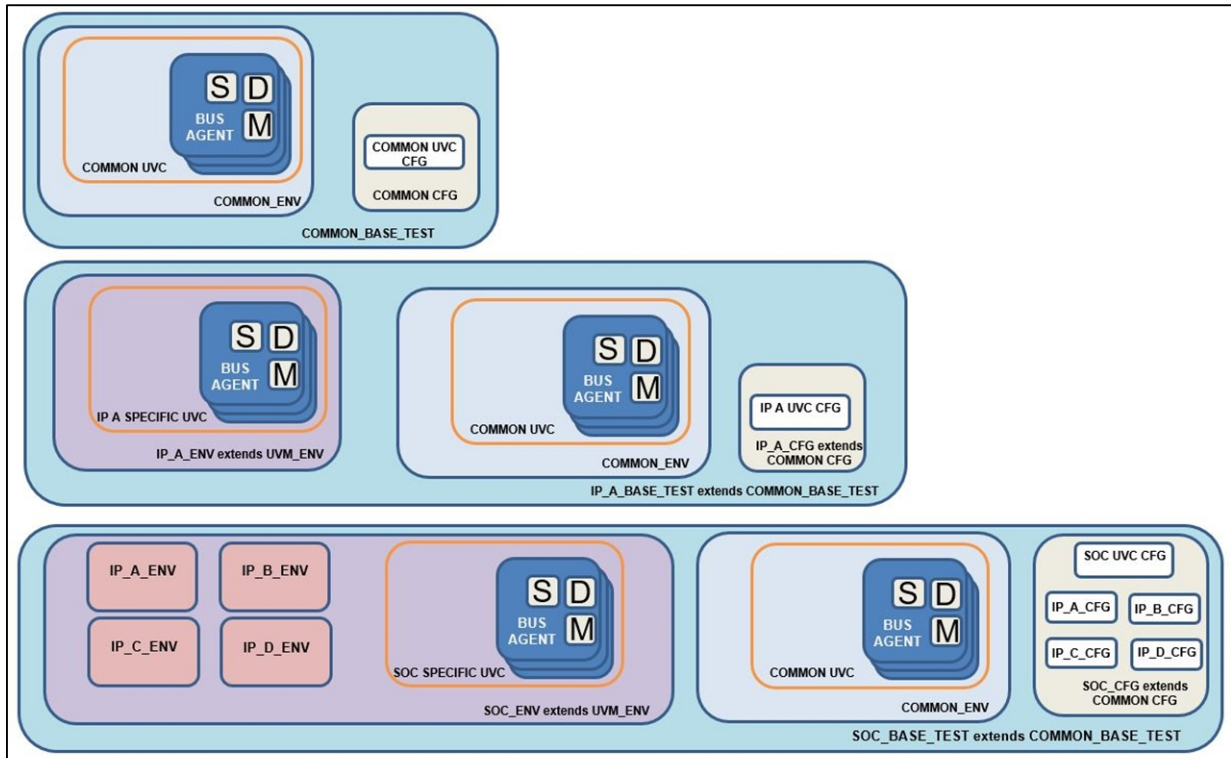 S D
BUS
AGENT M
COMMON UVC
COMMON_ENV
COMMON UVC
CFG
COMMON CFG
COMMON_BASE_TEST
S D
BUS
AGENT M
IP A SPECIFIC UVC
IP_A_ENV extends UVM_ENV
S D
BUS
AGENT M
COMMON UVC
COMMON_ENV
IP A UVC CFG
IP_A_CFG extends
COMMON CFG
IP_A_BASE_TEST extends COMMON_BASE_TEST
IP_A_ENV
IP_B_ENV
IP_C_ENV
IP_D_ENV
S D
BUS
AGENT M
SOC SPECIFIC UVC
SOC_ENV extends UVM_ENV
S D
BUS
AGENT M
COMMON UVC
COMMON_ENV
SOC UVC CFG
IP_A_CFG
IP_B_CFG
IP_C_CFG
IP_D_CFG
SOC_CFG extends
COMMON CFG
SOC_BASE_TEST extends COMMON_BASE_TEST